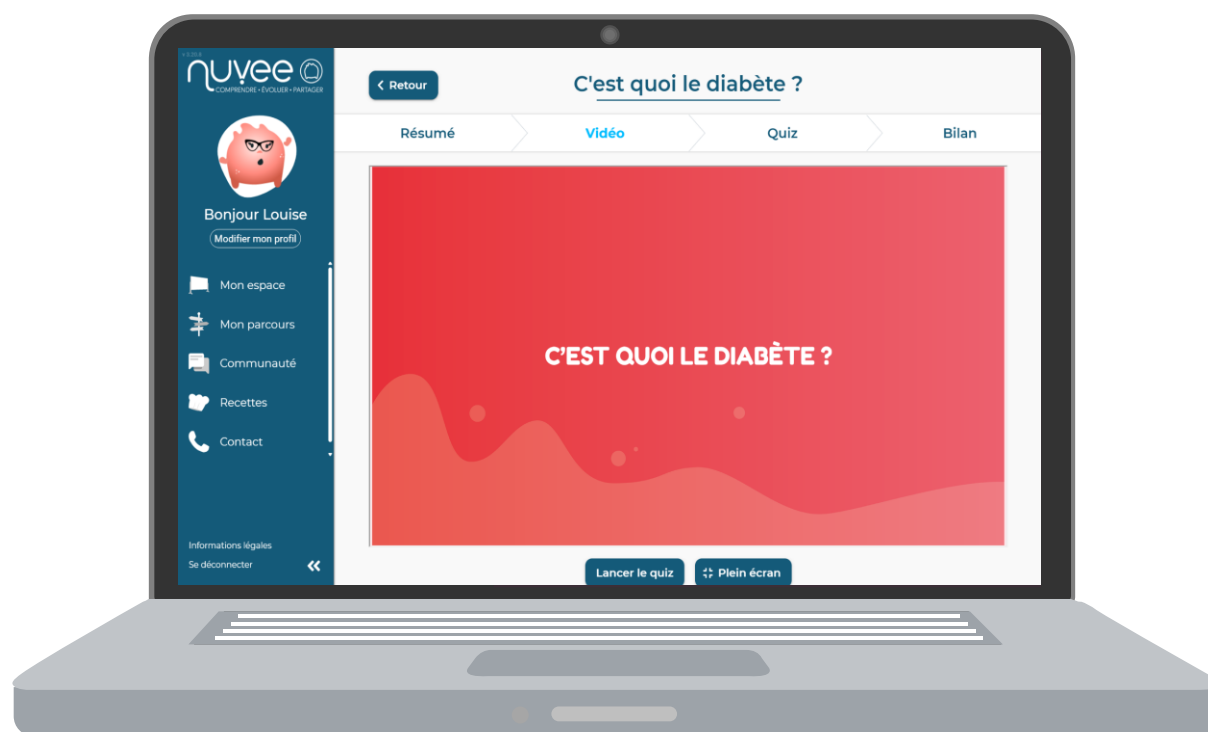 nuvee
COMPRENDRE • ÉVOLUER • PARTAGER
Bonjour Louise
Modifier mon profil
Mon espace
Mon parcours
Communauté
Recettes
Contact
Informations légales
Se déconnecter
Retour
C'est quoi le diabète ?
Résumé
Vidéo
Quiz
Bilan
C'EST QUOI LE DIABÈTE ?
Lancer le quiz
Plein écran